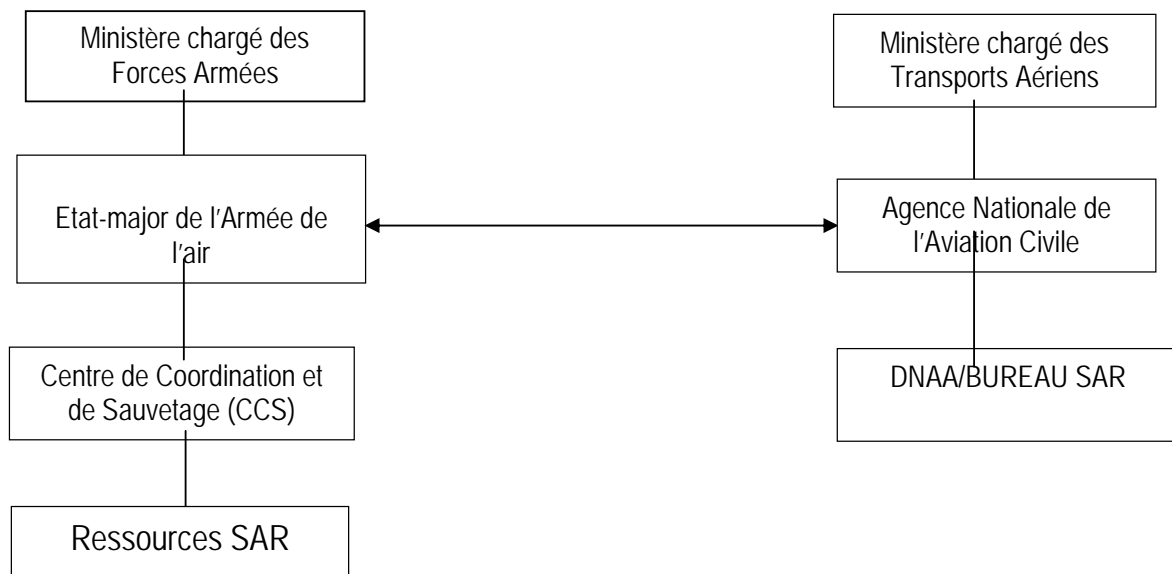 Ministère chargé des
Forces Armées
Ministère chargé des
Transports Aériens
Etat-major de l'Armée de
l'air
Agence Nationale de
l'Aviation Civile
Centre de Coordination et
de Sauvetage (CCS)
DNAA/BUREAU SAR
Ressources SAR